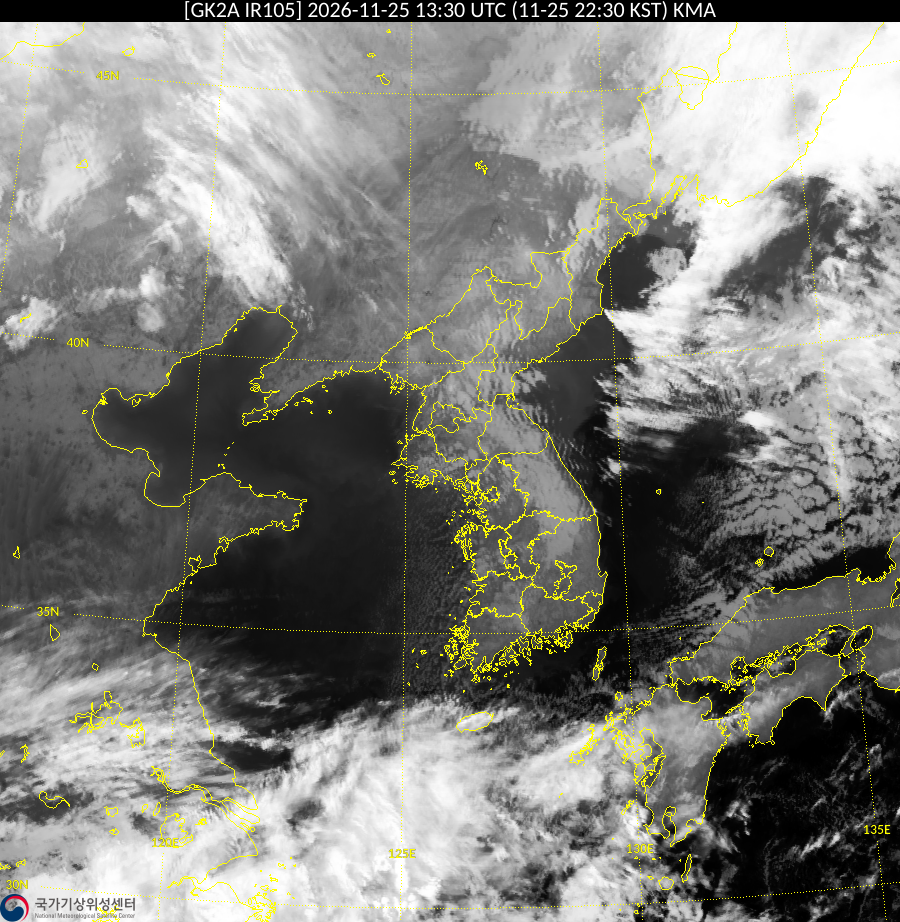 [GK2A IR105] 2026-11-25 13:30 UTC (11-25 22:30 KST) KMA
45N
40N
35N
120E
125E
130E
135E
30N
국가기상위성센터
National Meteorological Satellite Center